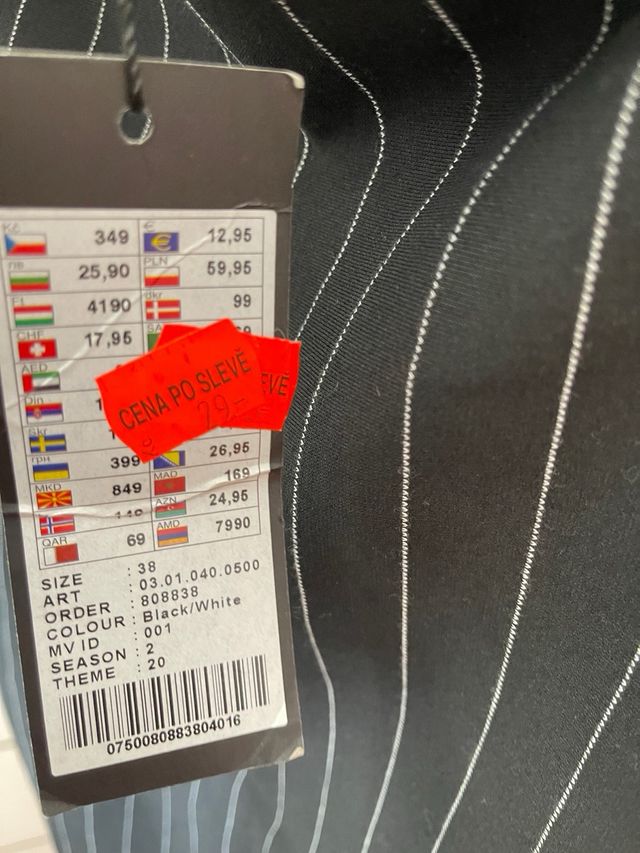 Kč 349 € 12,95
25,90 PLN 59,95
Ft 4190 dkr 99
CHF 17,95 SA
AED
Din
Skr
CENA PO SLEVĚ
EVĚ
29,-
грн 399 26,95
MKD 849 MAD 169
149 AZN 24,95
QAR 69 AMD 7990
SIZE : 38
ART : 03.01.040.0500
ORDER : 808838
COLOUR : Black/White
MV ID : 001
SEASON : 2
THEME : 20
0750080883804016